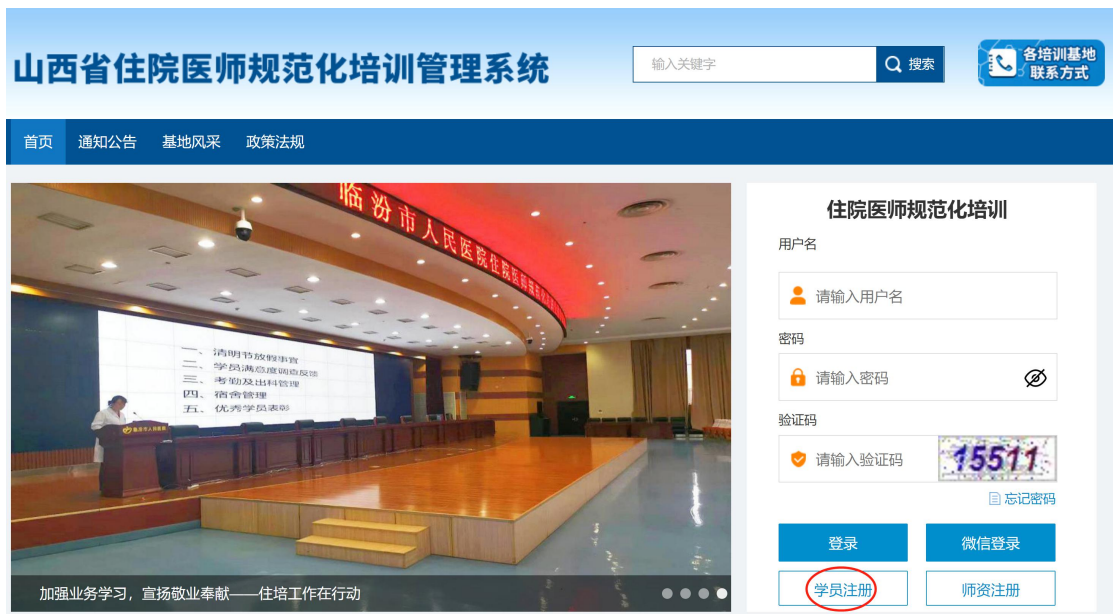 山西省住院医师规范化培训管理系统
输入关键字
搜索
各培训基地
联系方式
首页 通知公告 基地风采 政策法规
临汾市人民医院住院医师规范化
一、清明节放假事宜
二、学员满意度调查反馈
三、考勤及出科管理
四、宿舍管理
五、优秀学员表彰
加强业务学习，宣扬敬业奉献——住培工作在行动
住院医师规范化培训
用户名
请输入用户名
密码
请输入密码
验证码
请输入验证码
15511
忘记密码
登录 微信登录
学员注册 师资注册